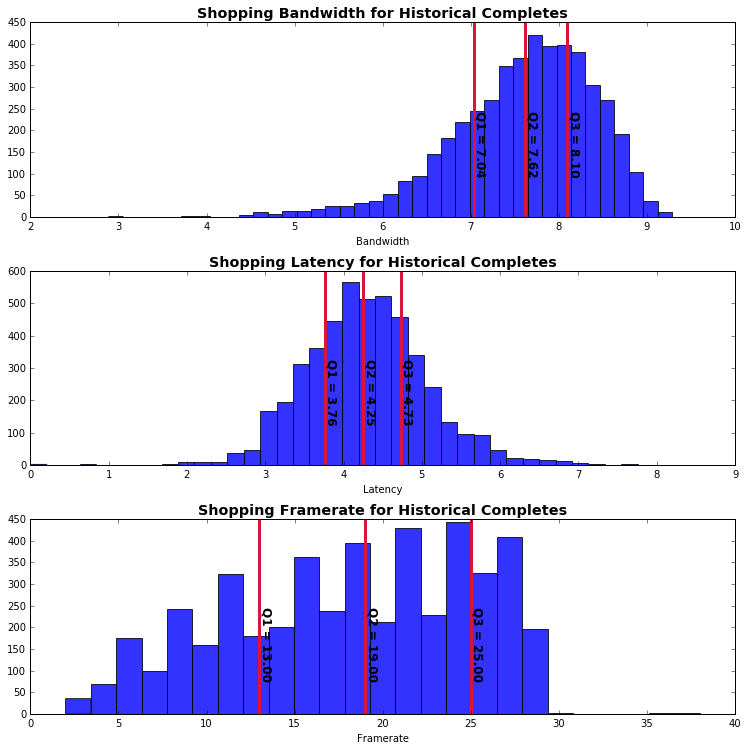 Shopping Bandwidth for Historical Completes
450
400
350
300
250
200
150
100
50
0
Q1 = 7.04
Q2 = 7.62
Q3 = 8.10
2 3 4 5 6 7 8 9 10
Bandwidth
Shopping Latency for Historical Completes
600
500
400
300
200
100
0
Q1 = 3.76
Q2 = 4.25
Q3 = 4.73
0 1 2 3 4 5 6 7 8 9
Latency
Shopping Framerate for Historical Completes
450
400
350
300
250
200
150
100
50
0
Q1 = 13.00
Q2 = 19.00
Q3 = 25.00
0 5 10 15 20 25 30 35 40
Framerate